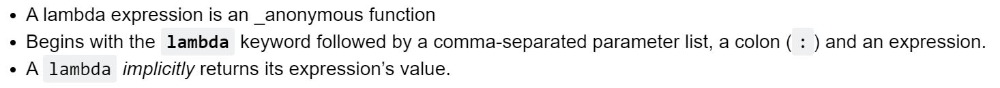 • A lambda expression is an _anonymous function
• Begins with the lambda keyword followed by a comma-separated parameter list, a colon ( : ) and an expression.
• A lambda implicitly returns its expression’s value.